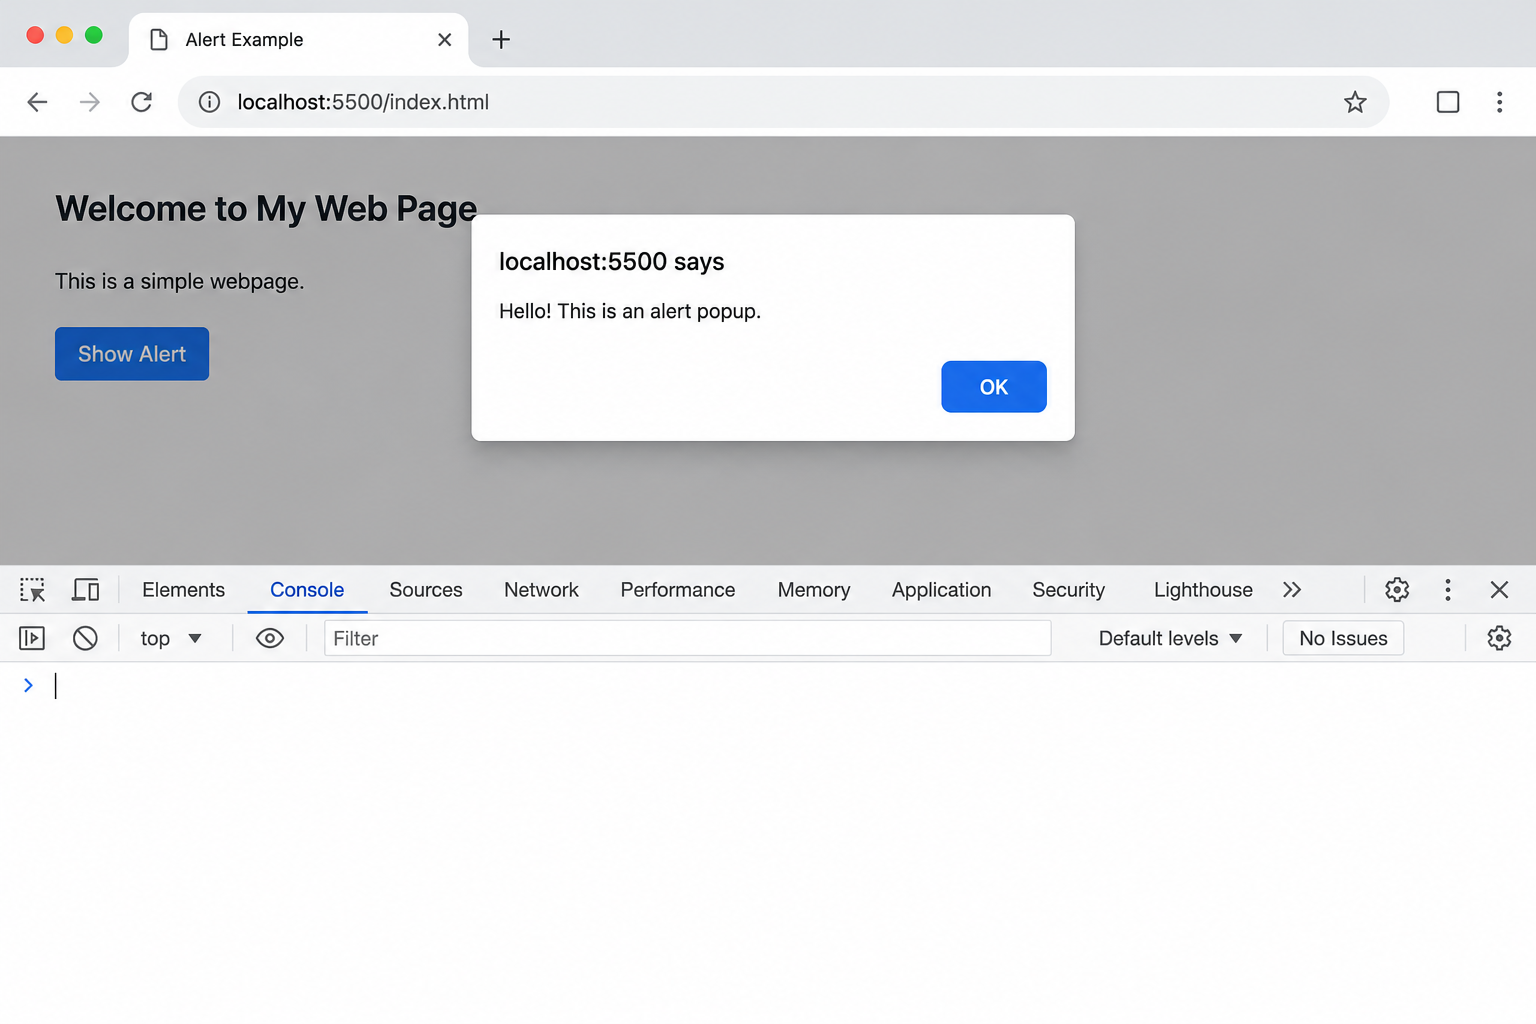 Alert Example
localhost:5500/index.html
Welcome to My Web Page
This is a simple webpage.
Show Alert
localhost:5500 says
Hello! This is an alert popup.
OK
Elements Console Sources Network Performance Memory Application Security Lighthouse
top Filter Default levels No Issues